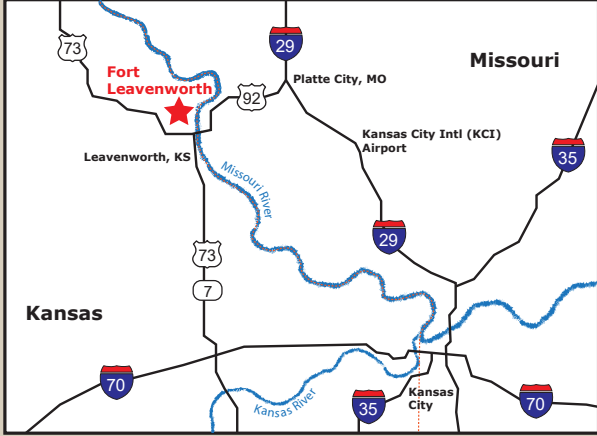 73
29
Missouri
Fort
Leavenworth
92
Platte City, MO
Kansas City Intl (KCI)
Airport
35
Leavenworth, KS
Missouri River
29
73
7
Kansas
70
Kansas River
35
Kansas
City
70